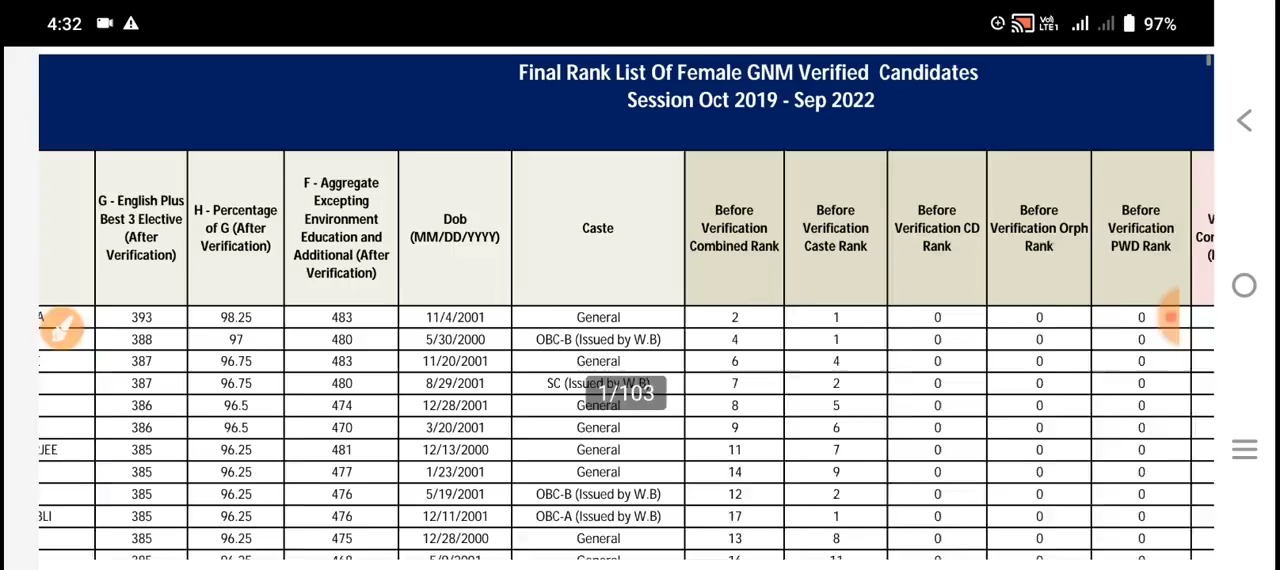 4:32
Vo) LTE1
97%
Final Rank List Of Female GNM Verified Candidates
Session Oct 2019 - Sep 2022
G - English Plus Best 3 Elective (After Verification)
H - Percentage of G (After Verification)
F - Aggregate Excepting Environment Education and Additional (After Verification)
Dob (MM/DD/YYYY)
Caste
Before Verification Combined Rank
Before Verification Caste Rank
Before Verification CD Rank
Before Verification Orph Rank
Before Verification PWD Rank
A 393 98.25 483 11/4/2001 General 2 1 0 0 0
388 97 480 5/30/2000 OBC-B (Issued by W.B) 4 1 0 0 0
387 96.75 483 11/20/2001 General 6 4 0 0 0
387 96.75 480 8/29/2001 SC (Issued by W.B) 7 2 0 0 0
1/103
386 96.5 474 12/28/2001 General 8 5 0 0 0
386 96.5 470 3/20/2001 General 9 6 0 0 0
JEE 385 96.25 481 12/13/2000 General 11 7 0 0 0
385 96.25 477 1/23/2001 General 14 9 0 0 0
385 96.25 476 5/19/2001 OBC-B (Issued by W.B) 12 2 0 0 0
BLI 385 96.25 476 12/11/2001 OBC-A (Issued by W.B) 17 1 0 0 0
385 96.25 475 12/28/2000 General 13 8 0 0 0